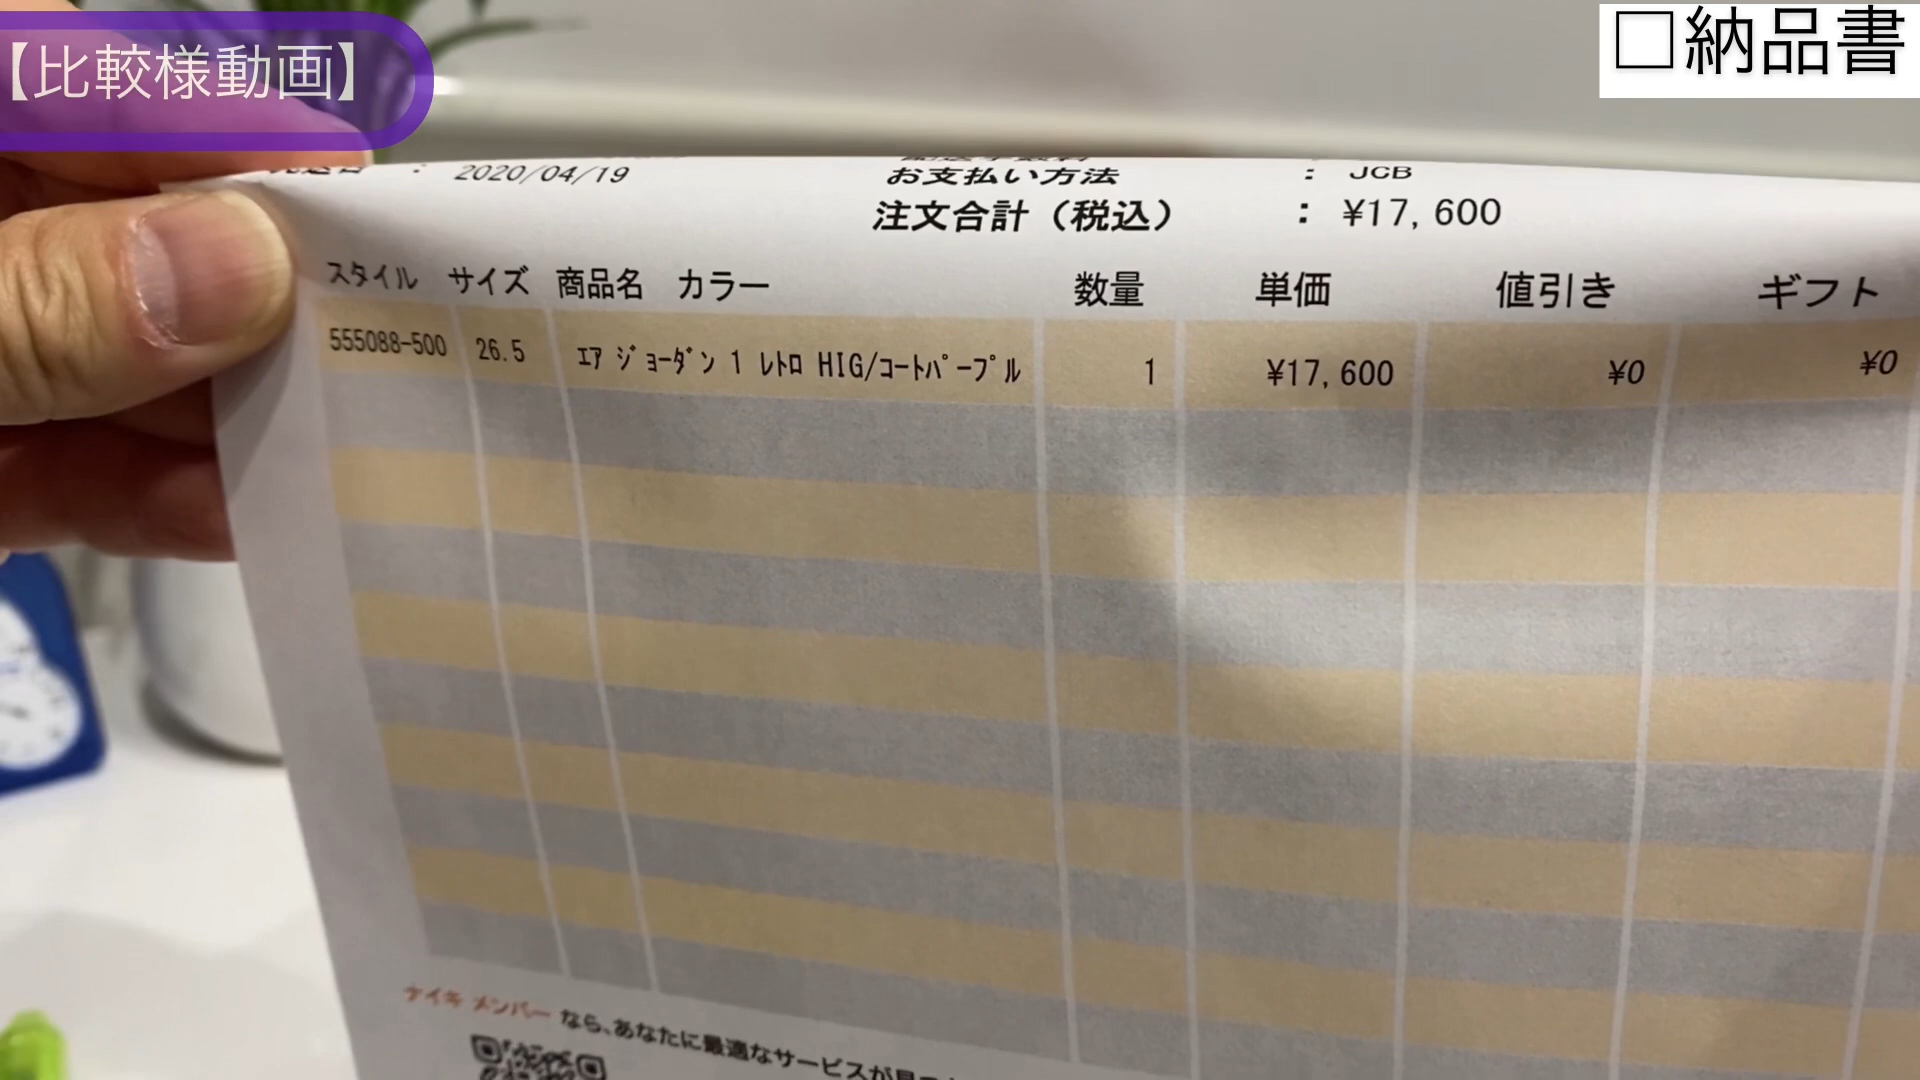 【比較様動画】
□納品書
2020/04/19
お支払い方法 : JCB
注文合計(税込) : ¥17,600
スタイル サイズ 商品名 カラー 数量 単価 値引き ギフト
555088-500 26.5 エア ジョーダン 1 レトロ HIG/コートパープル 1 ¥17,600 ¥0 ¥0
ナイキ メンバー なら、あなたに最適なサービスが